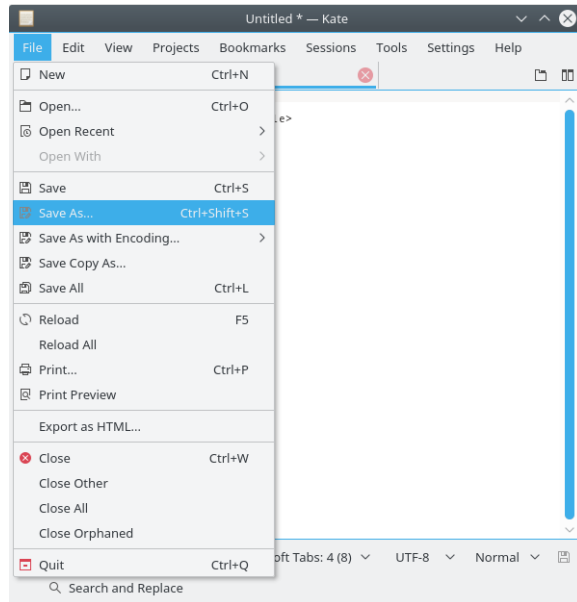 Untitled * — Kate
File Edit View Projects Bookmarks Sessions Tools Settings Help
New Ctrl+N
Open... Ctrl+O
Open Recent
Open With
Save Ctrl+S
Save As... Ctrl+Shift+S
Save As with Encoding...
Save Copy As...
Save All Ctrl+L
Reload F5
Reload All
Print... Ctrl+P
Print Preview
Export as HTML...
Close Ctrl+W
Close Other
Close All
Close Orphaned
Quit Ctrl+Q
Tabs: 4 (8) UTF-8 Normal
Search and Replace